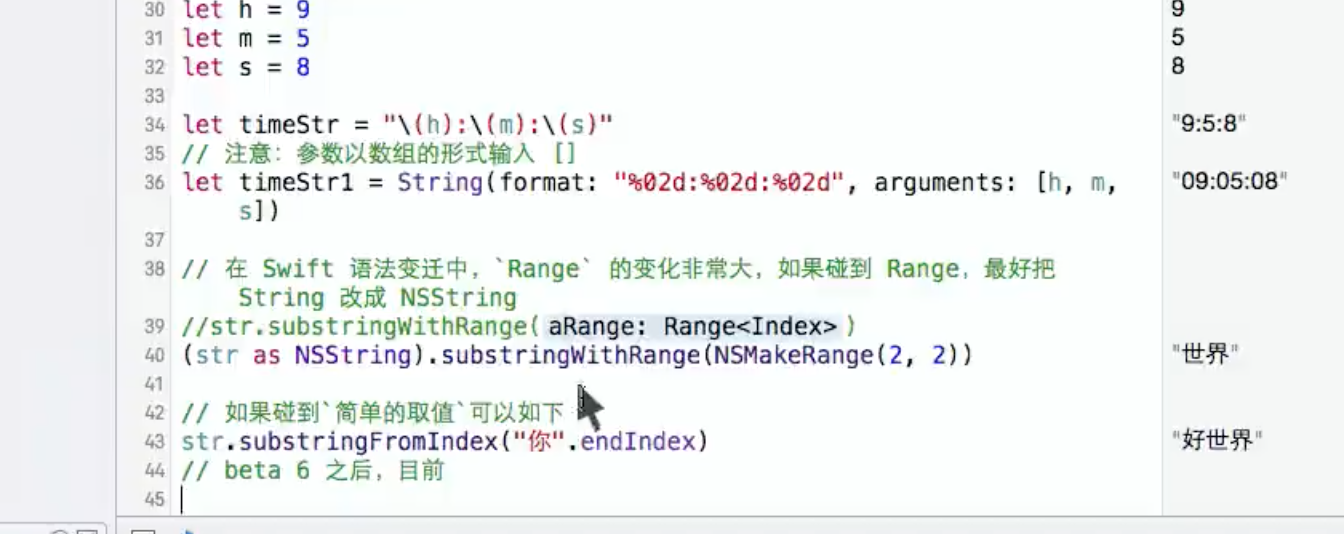 30 let h = 9 9
31 let m = 5 5
32 let s = 8 8
33
34 let timeStr = "\(h):\(m):\(s)" "9:5:8"
35 // 注意：参数以数组的形式输入 []
36 let timeStr1 = String(format: "%02d:%02d:%02d", arguments: [h, m, "09:05:08"
s])
37
38 // 在 Swift 语法变迁中，`Range` 的变化非常大，如果碰到 Range，最好把
String 改成 NSString
39 //str.substringWithRange(aRange: Range<Index>)
40 (str as NSString).substringWithRange(NSMakeRange(2, 2)) "世界"
41
42 // 如果碰到`简单的取值`可以如下
43 str.substringFromIndex("你".endIndex) "好世界"
44 // beta 6 之后，目前
45